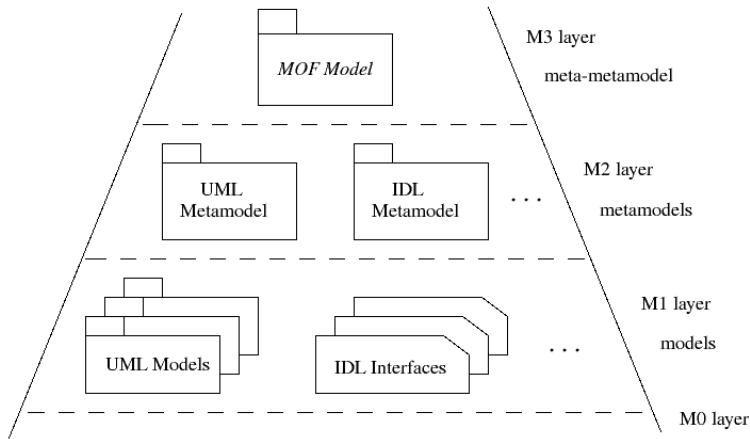 M3 layer
MOF Model
meta-metamodel
M2 layer
UML
Metamodel
IDL
Metamodel
. . .
metamodels
M1 layer
models
UML Models
IDL Interfaces
. . .
M0 layer